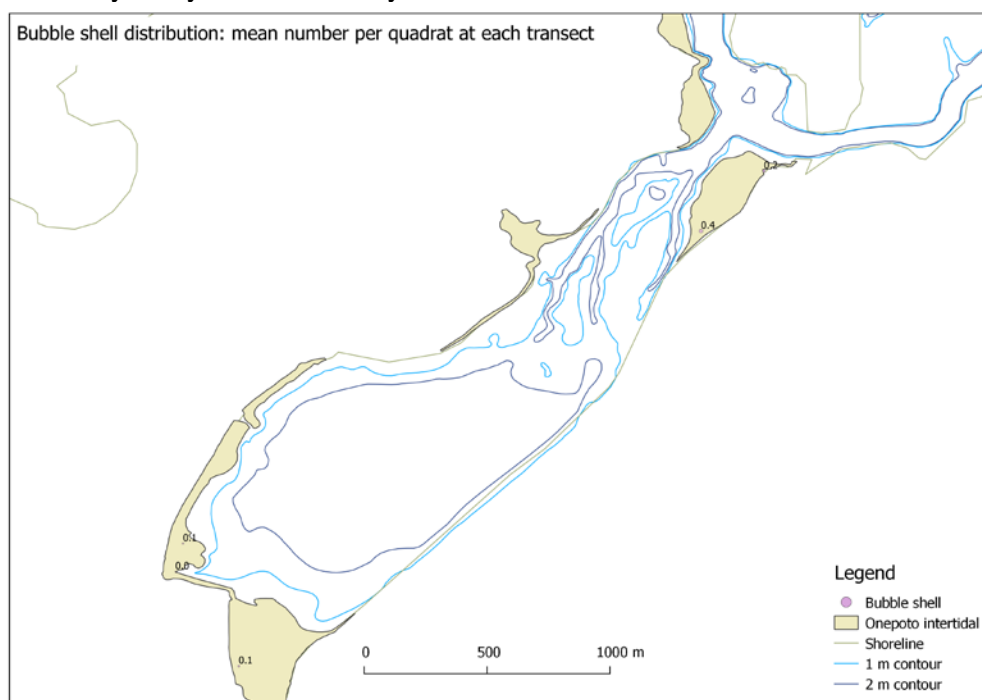 Bubble shell distribution: mean number per quadrat at each transect
0.2
0.4
0.1
0.0
0.1
Legend
Bubble shell
Onepoto intertidal
Shoreline
1 m contour
2 m contour
0 500 1000 m